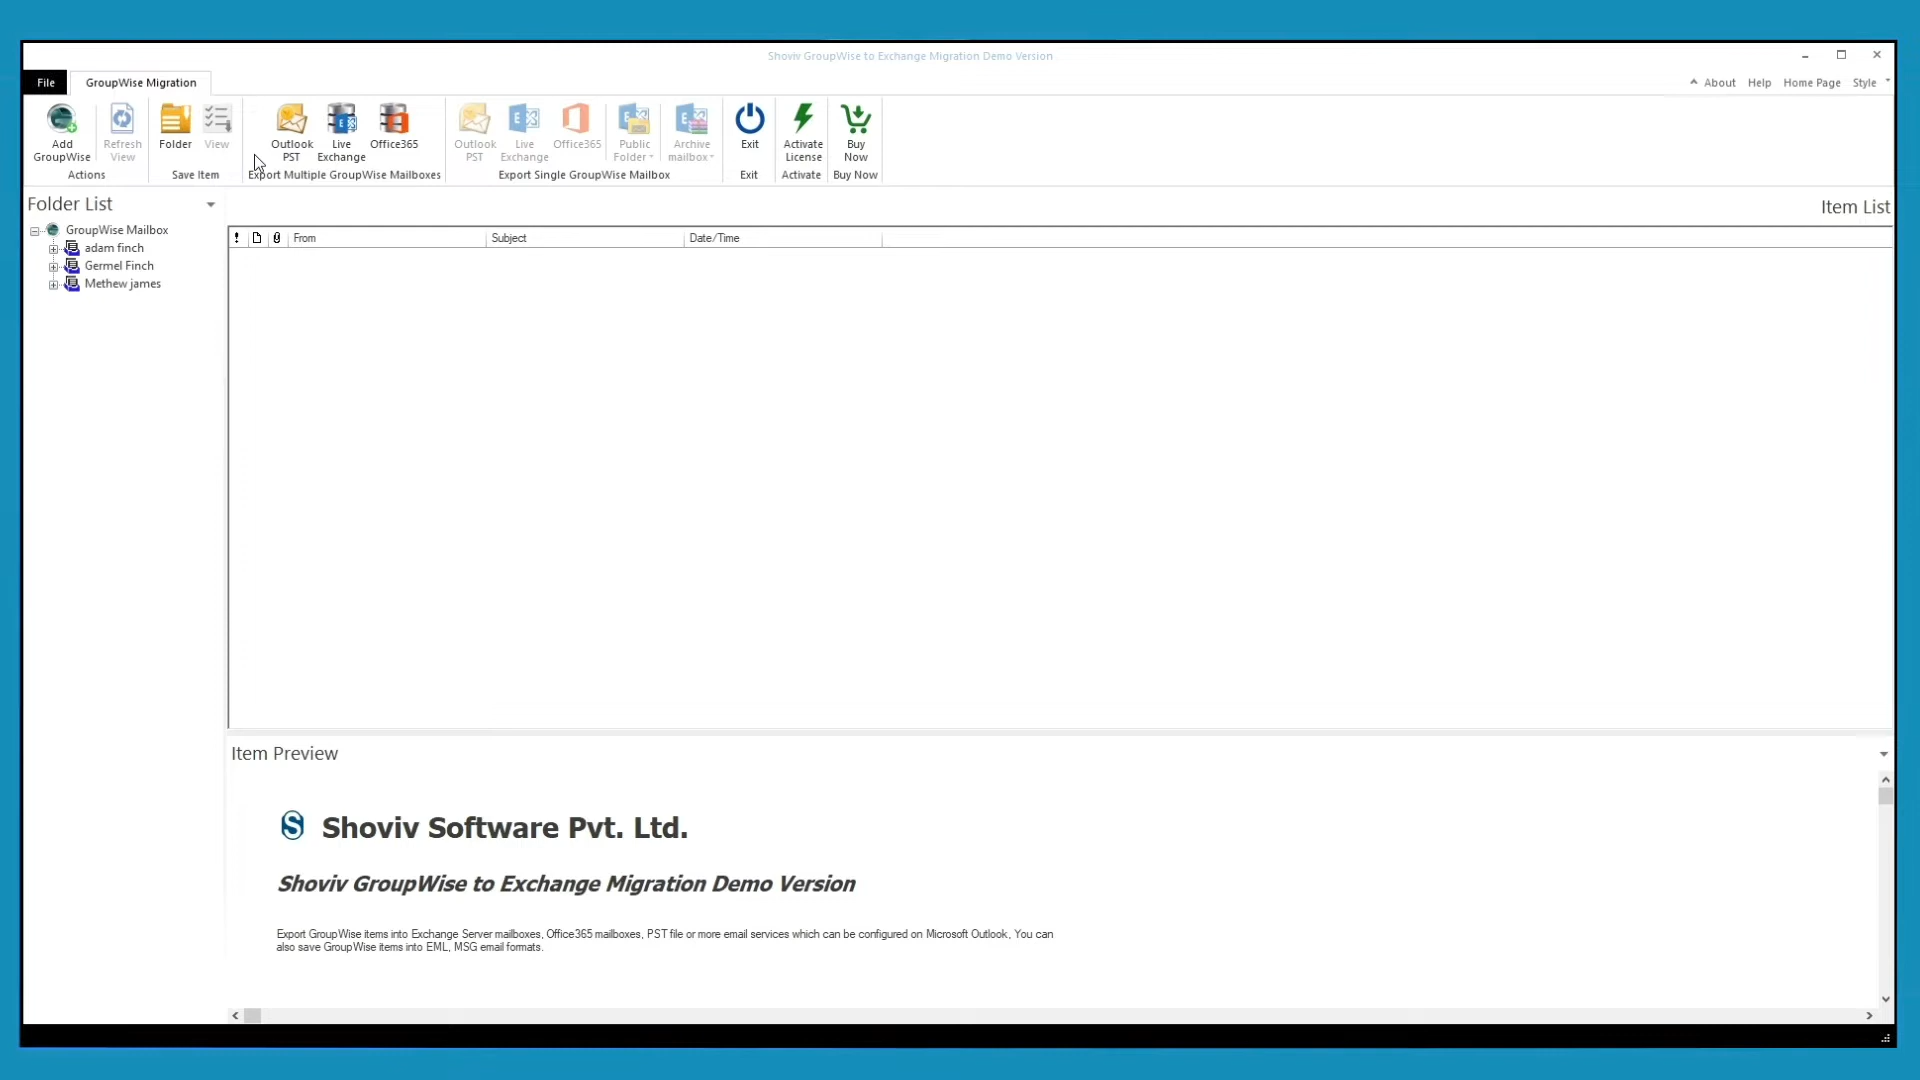 Shoviv GroupWise to Exchange Migration Demo Version
File
GroupWise Migration
About
Help
Home Page
Style
Add
GroupWise
Refresh
View
Folder
View
Outlook
PST
Live
Exchange
Office365
Outlook
PST
Live
Exchange
Office365
Public
Folder
Archive
mailbox
Exit
Activate
License
Buy
Now
Actions
Save Item
Export Multiple GroupWise Mailboxes
Export Single GroupWise Mailbox
Exit
Activate
Buy Now
Folder List
Item List
GroupWise Mailbox
adam finch
Germel Finch
Methew james
From
Subject
Date/Time
Item Preview
Shoviv Software Pvt. Ltd.
Shoviv GroupWise to Exchange Migration Demo Version
Export GroupWise items into Exchange Server mailboxes, Office365 mailboxes, PST file or more email services which can be configured on Microsoft Outlook, You can
also save GroupWise items into EML, MSG email formats.